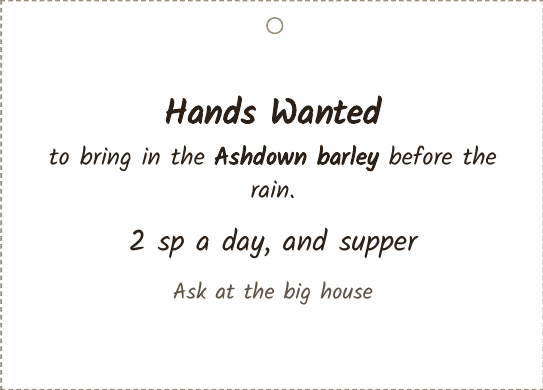 Hands Wanted
to bring in the Ashdown barley before the
rain.
2 sp a day, and supper
Ask at the big house